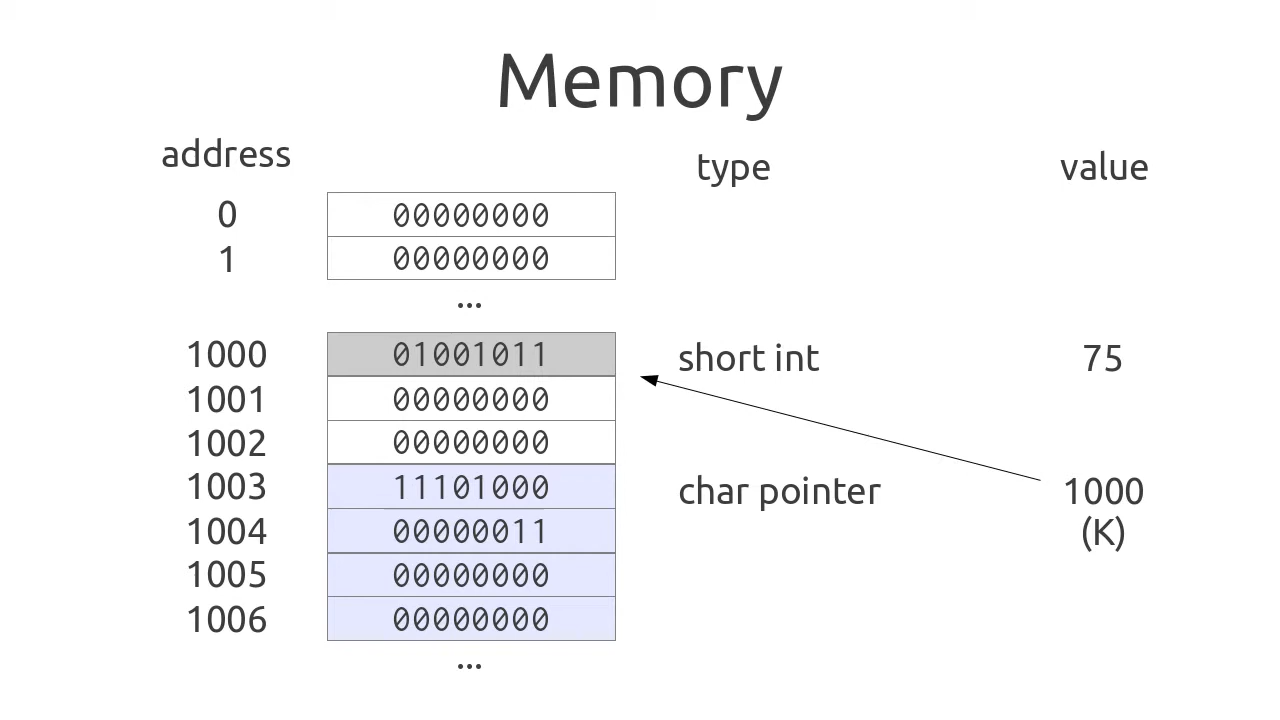 Memory
address type value
0 00000000
1 00000000
...
1000 01001011 short int 75
1001 00000000
1002 00000000
1003 11101000 char pointer 1000
1004 00000011 (K)
1005 00000000
1006 00000000
...